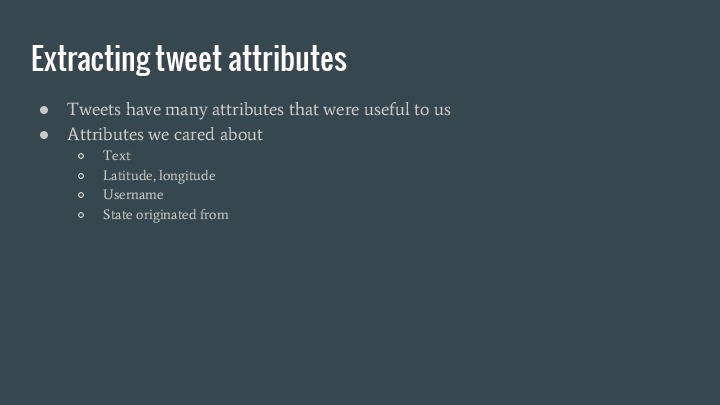 Extracting tweet attributes
● Tweets have many attributes that were useful to us
● Attributes we cared about
○ Text
○ Latitude, longitude
○ Username
○ State originated from